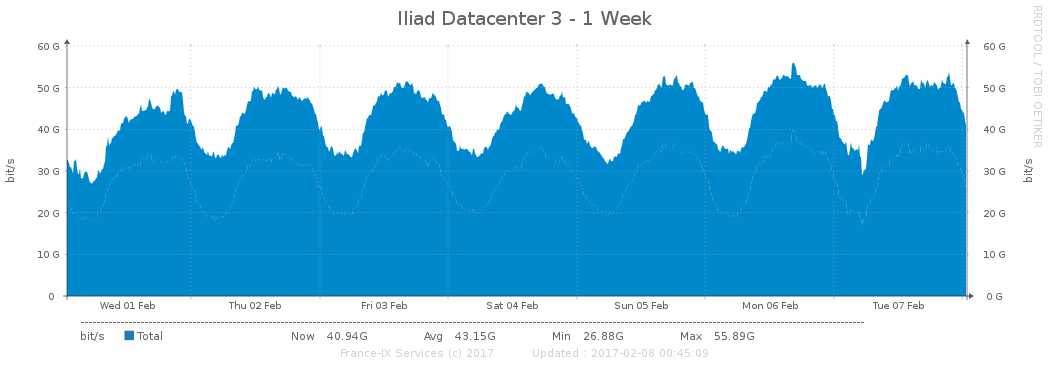 Iliad Datacenter 3 - 1 Week
RRDTOOL / TOBI OETIKER
60 G 60 G
50 G 50 G
40 G 40 G
30 G 30 G
20 G 20 G
10 G 10 G
0 0 G
bit/s bit/s
Wed 01 Feb Thu 02 Feb Fri 03 Feb Sat 04 Feb Sun 05 Feb Mon 06 Feb Tue 07 Feb
bit/s Total Now 40.94G Avg 43.15G Min 26.88G Max 55.89G
France-IX Services (c) 2017 Updated : 2017-02-08 00:45:09